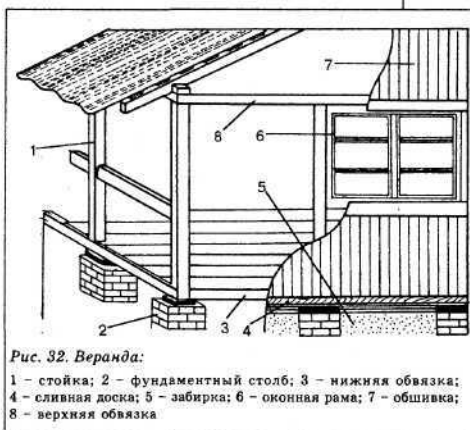 7
8
6
1
5
2
3
4
Рис. 32. Веранда:
1 – стойка; 2 – фундаментный столб; 3 – нижняя обвязка;
4 – сливная доска; 5 – забирка; 6 – оконная рама; 7 – обшивка;
8 – верхняя обвязка